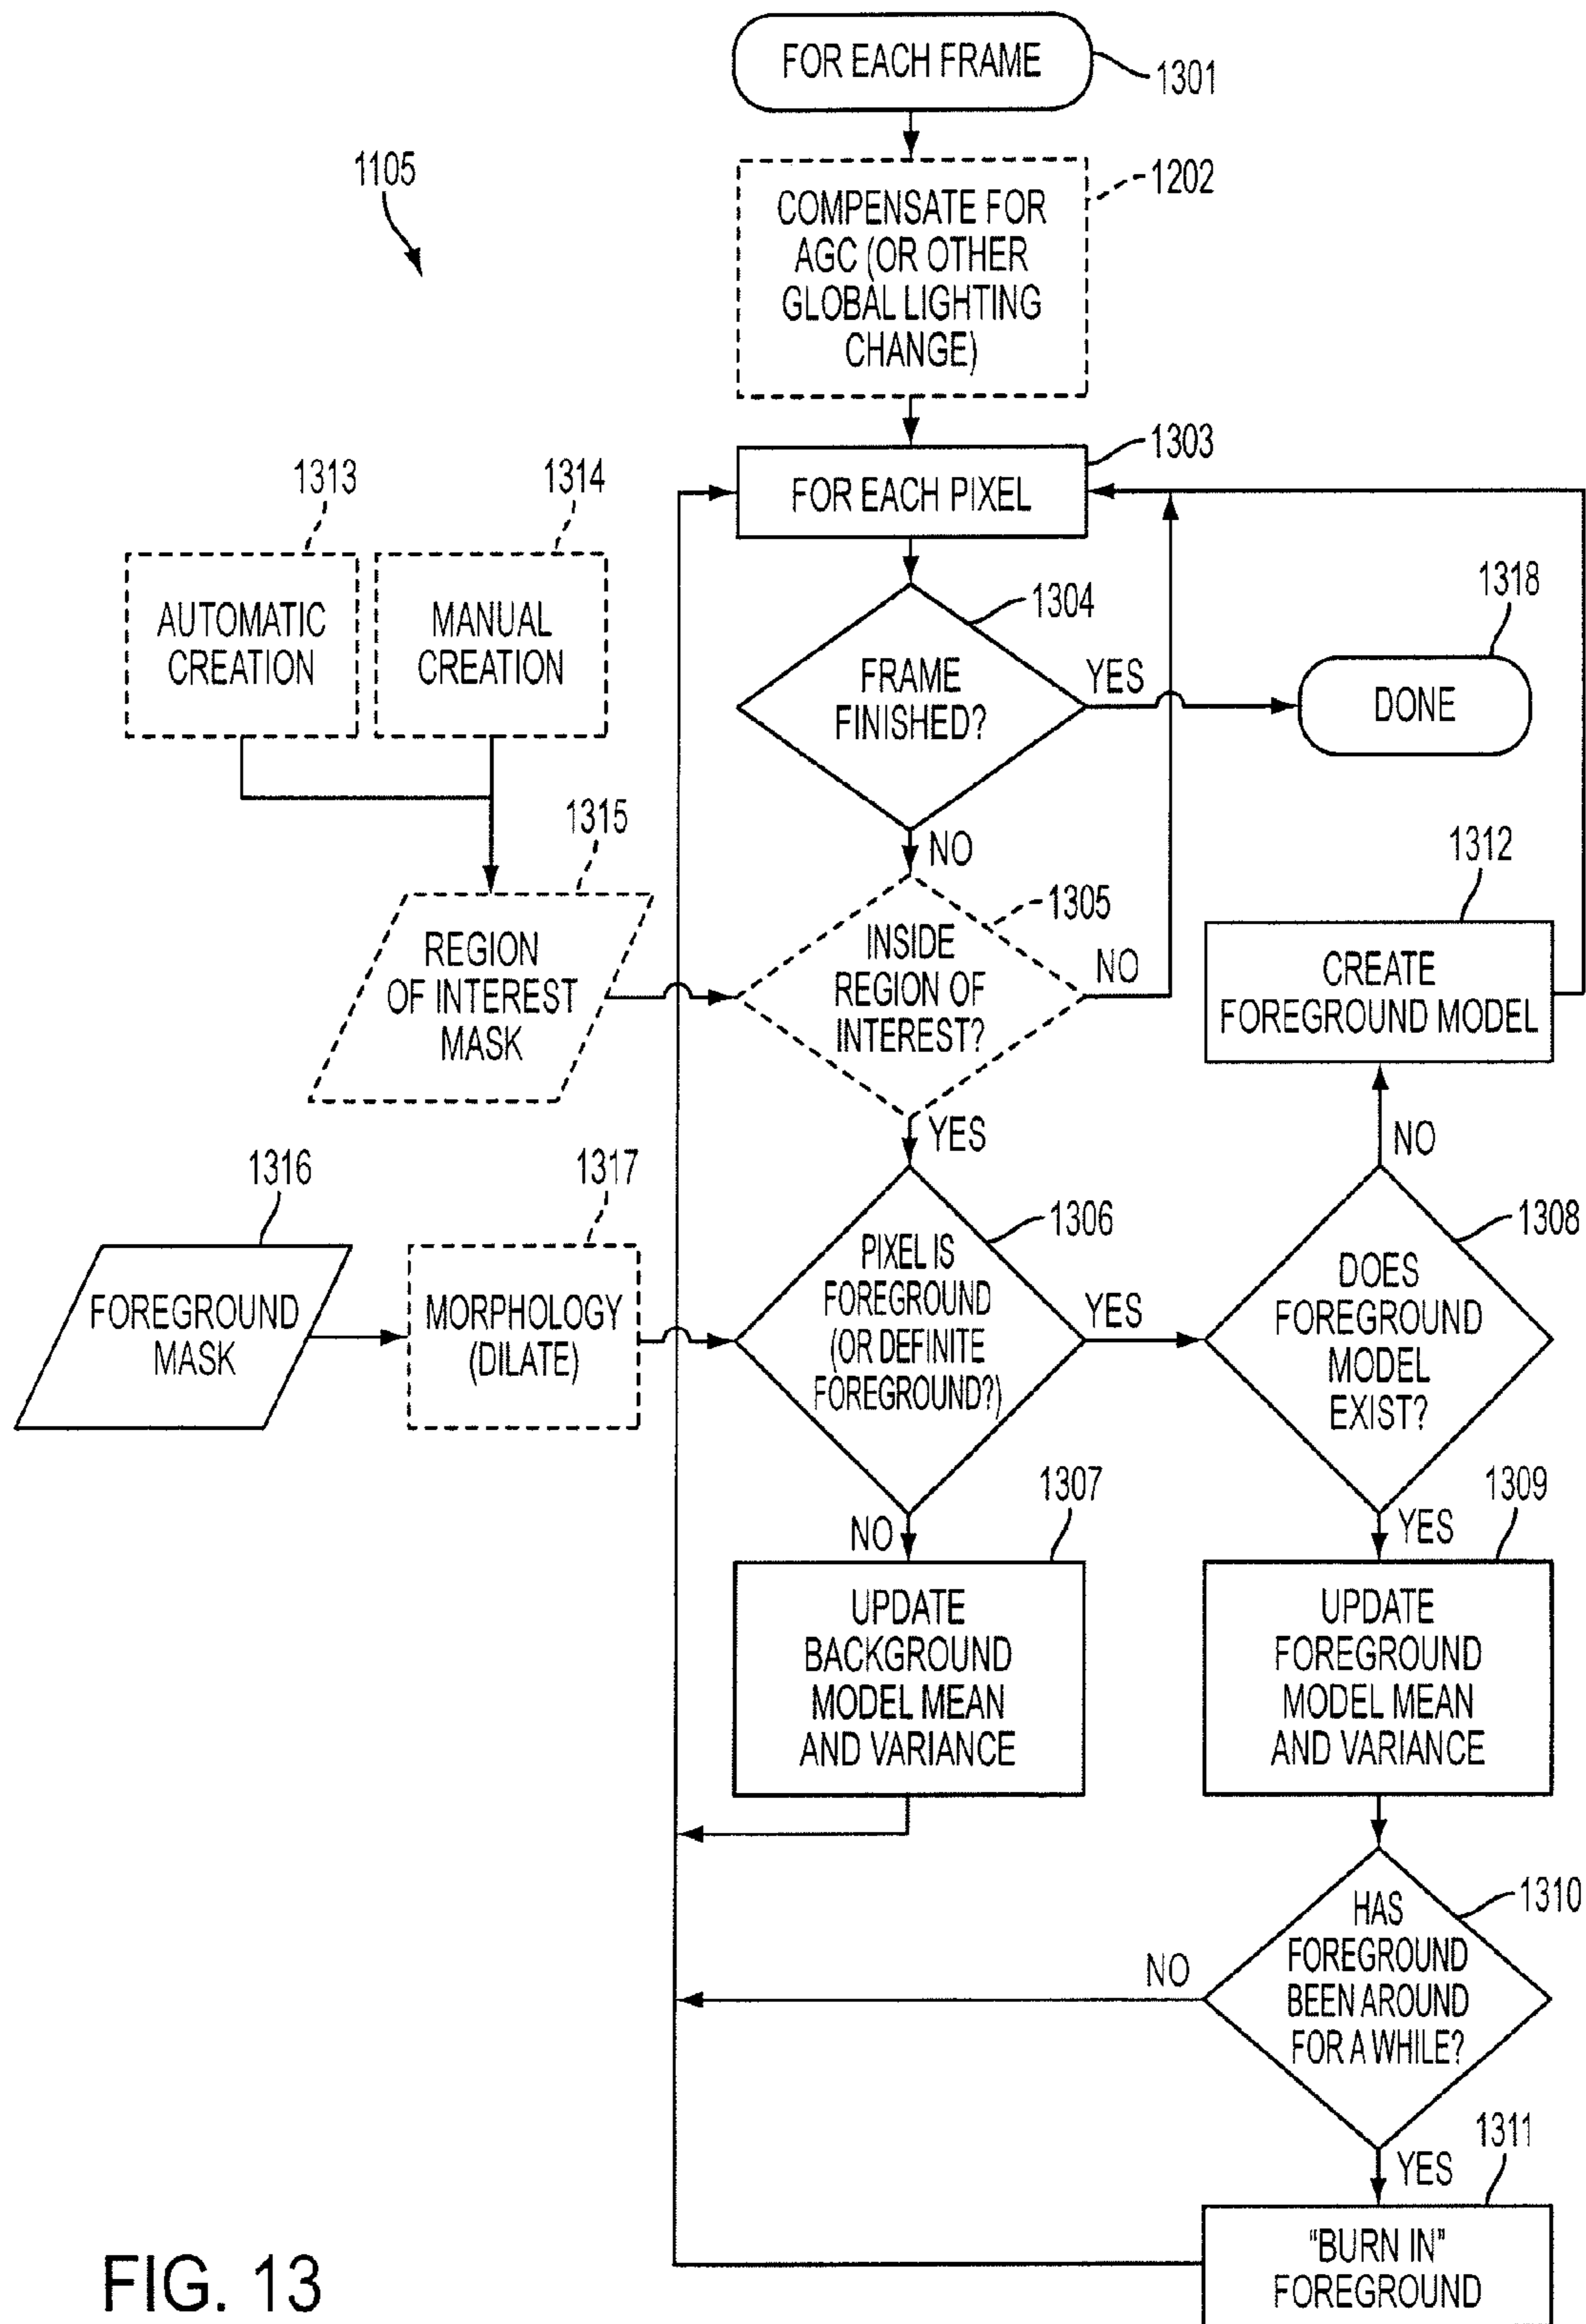 FOR EACH FRAME
1301
1105
COMPENSATE FOR
AGC (OR OTHER
GLOBAL LIGHTING
CHANGE)
1202
FOR EACH PIXEL
1303
1313
1314
AUTOMATIC
CREATION
MANUAL
CREATION
FRAME
FINISHED?
1304
YES
1318
DONE
NO
1315
REGION
OF INTEREST
MASK
INSIDE
REGION OF
INTEREST?
1305
NO
1312
CREATE
FOREGROUND MODEL
YES
NO
1316
FOREGROUND
MASK
1317
MORPHOLOGY
(DILATE)
PIXEL IS
FOREGROUND
(OR DEFINITE
FOREGROUND?)
1306
YES
DOES
FOREGROUND
MODEL
EXIST?
1308
NO
1307
UPDATE
BACKGROUND
MODEL MEAN
AND VARIANCE
YES
1309
UPDATE
FOREGROUND
MODEL MEAN
AND VARIANCE
HAS
FOREGROUND
BEEN AROUND
FOR A WHILE?
1310
NO
YES
1311
"BURN IN"
FOREGROUND
FIG. 13